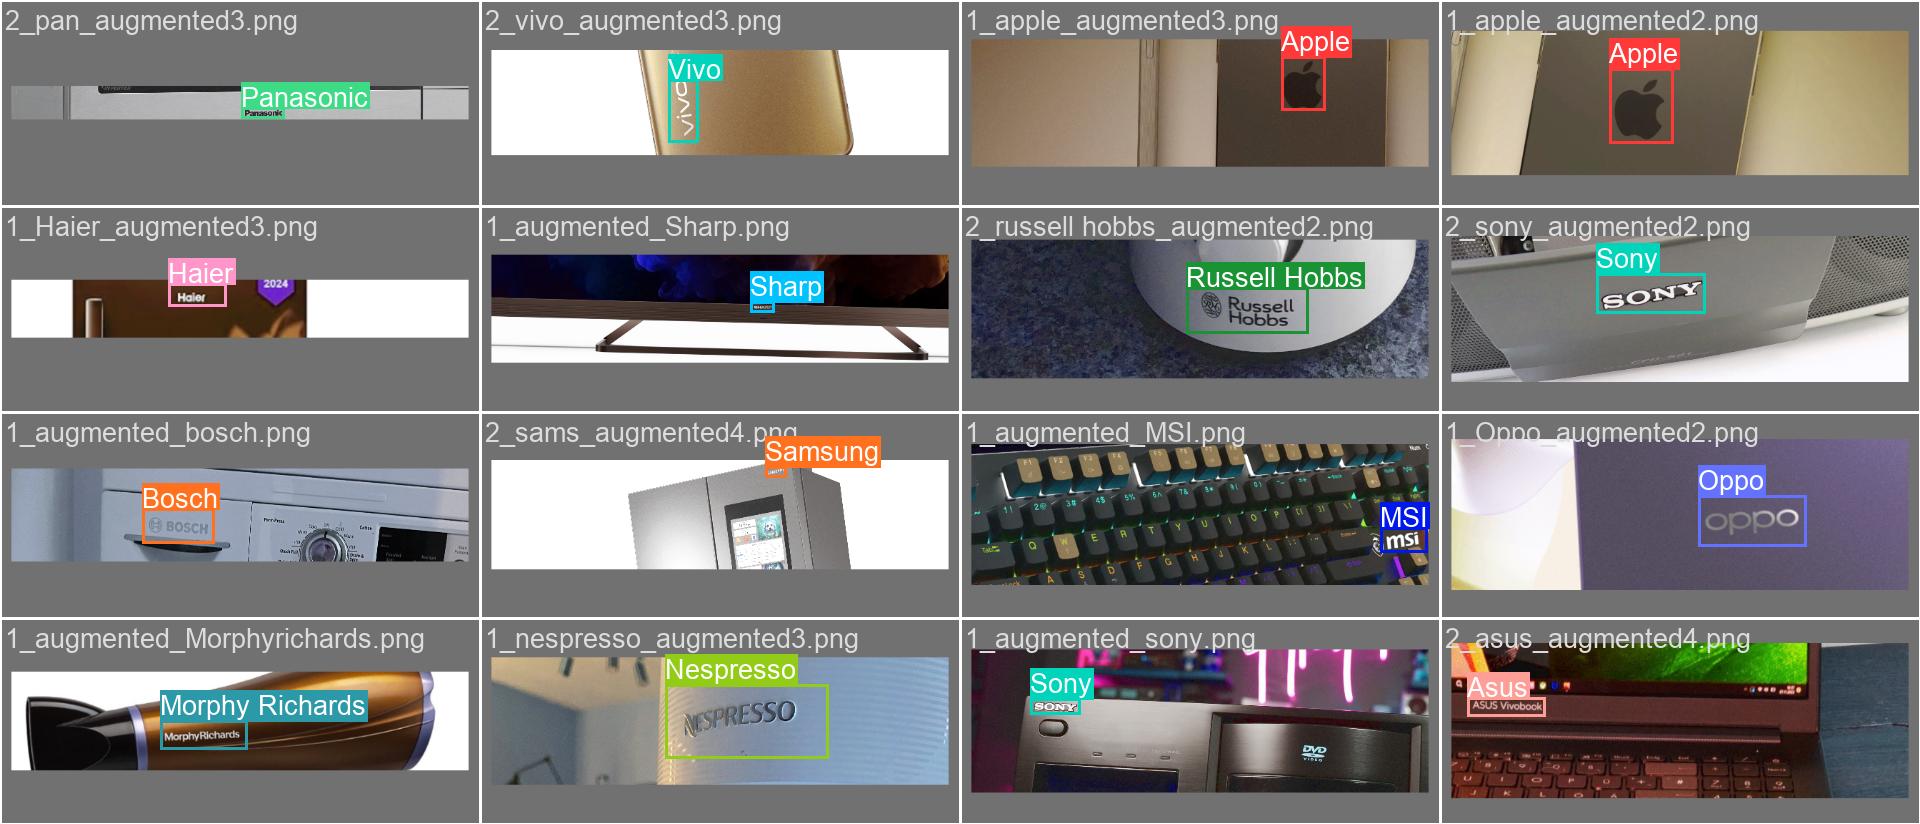 2_pan_augmented3.png
Panasonic
Panasonic
2_vivo_augmented3.png
Vivo
vivo
1_apple_augmented3.png
Apple
1_apple_augmented2.png
Apple
1_Haier_augmented3.png
Haier
2024
Haier
1_augmented_Sharp.png
Sharp
2_russell hobbs_augmented2.png
Russell Hobbs
Russell
Hobbs
2_sony_augmented2.png
Sony
SONY
1_augmented_bosch.png
Bosch
BOSCH
2_sams_augmented4.png
Samsung
1_augmented_MSI.png
MSI
msi
1_Oppo_augmented2.png
Oppo
oppo
1_augmented_Morphyrichards.png
Morphy Richards
MorphyRichards
1_nespresso_augmented3.png
Nespresso
NESPRESSO
1_augmented_sony.png
Sony
SONY
DVD
VIDEO
2_asus_augmented4.png
Asus
ASUS Vivobook